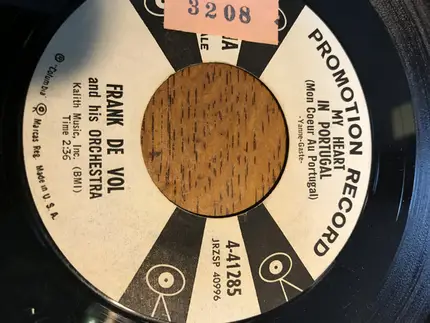 3208
PROMOTION RECORD
MY HEART
IN PORTUGAL
(Mon Coeur Au Portugal)
-Yanne-Gaste-
4-41285
JRZSP 40996
FRANK DE VOL
and his ORCHESTRA
Kalith Music, Inc. (BMI)
Time 2:36
"Columbia"
Marcas Reg. Made in U. S. A.